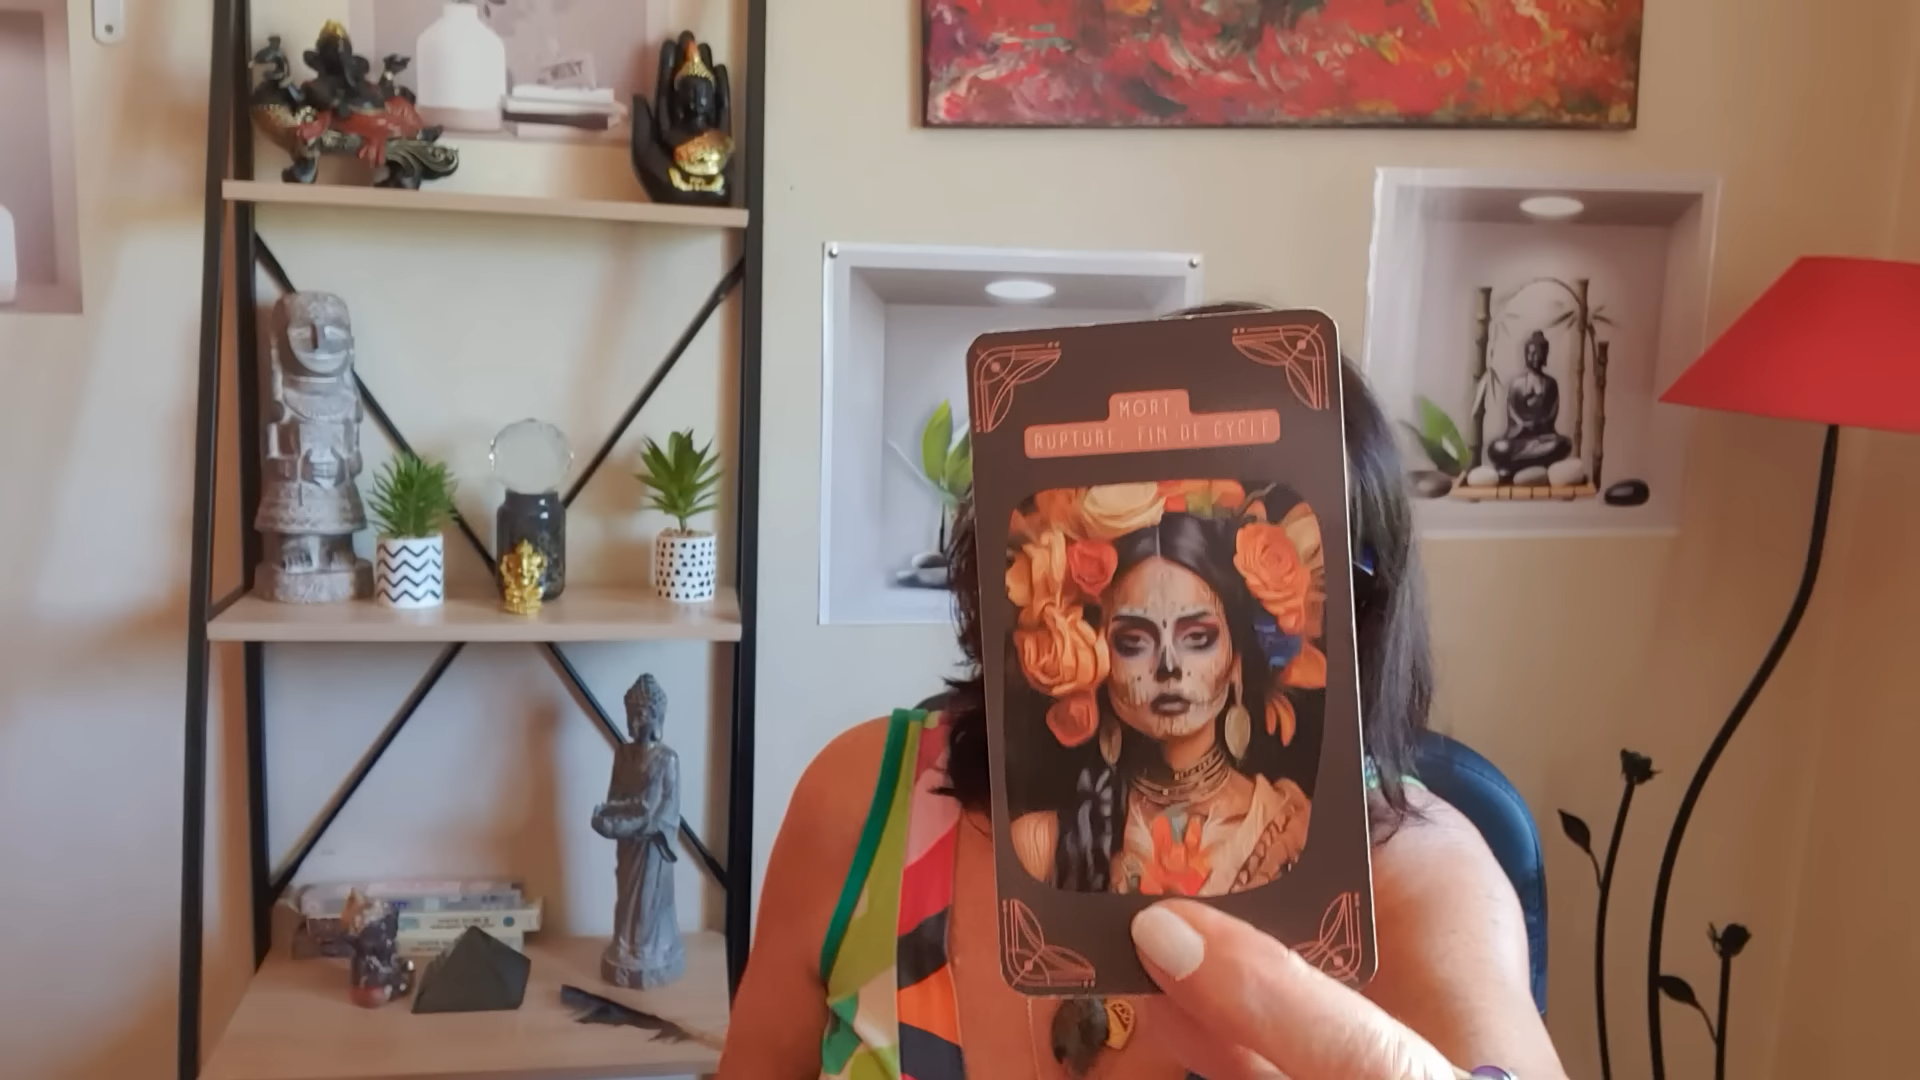 MORT,
RUPTURE, FIN DE CYCLE